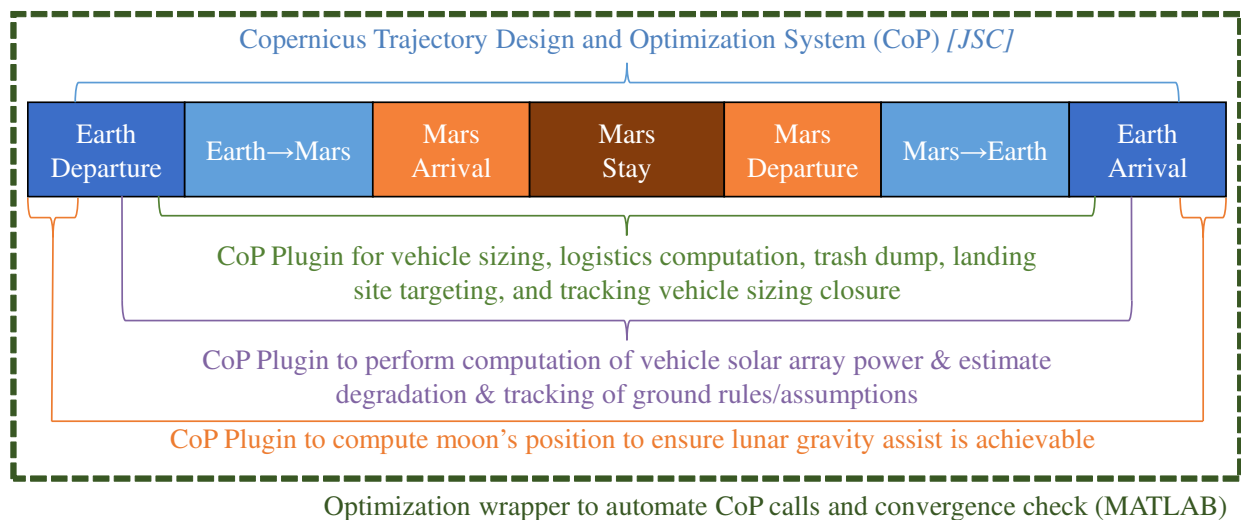 Copernicus Trajectory Design and Optimization System (CoP) [JSC]
Earth
Departure
Earth→Mars
Mars
Arrival
Mars
Stay
Mars
Departure
Mars→Earth
Earth
Arrival
CoP Plugin for vehicle sizing, logistics computation, trash dump, landing
site targeting, and tracking vehicle sizing closure
CoP Plugin to perform computation of vehicle solar array power & estimate
degradation & tracking of ground rules/assumptions
CoP Plugin to compute moon’s position to ensure lunar gravity assist is achievable
Optimization wrapper to automate CoP calls and convergence check (MATLAB)